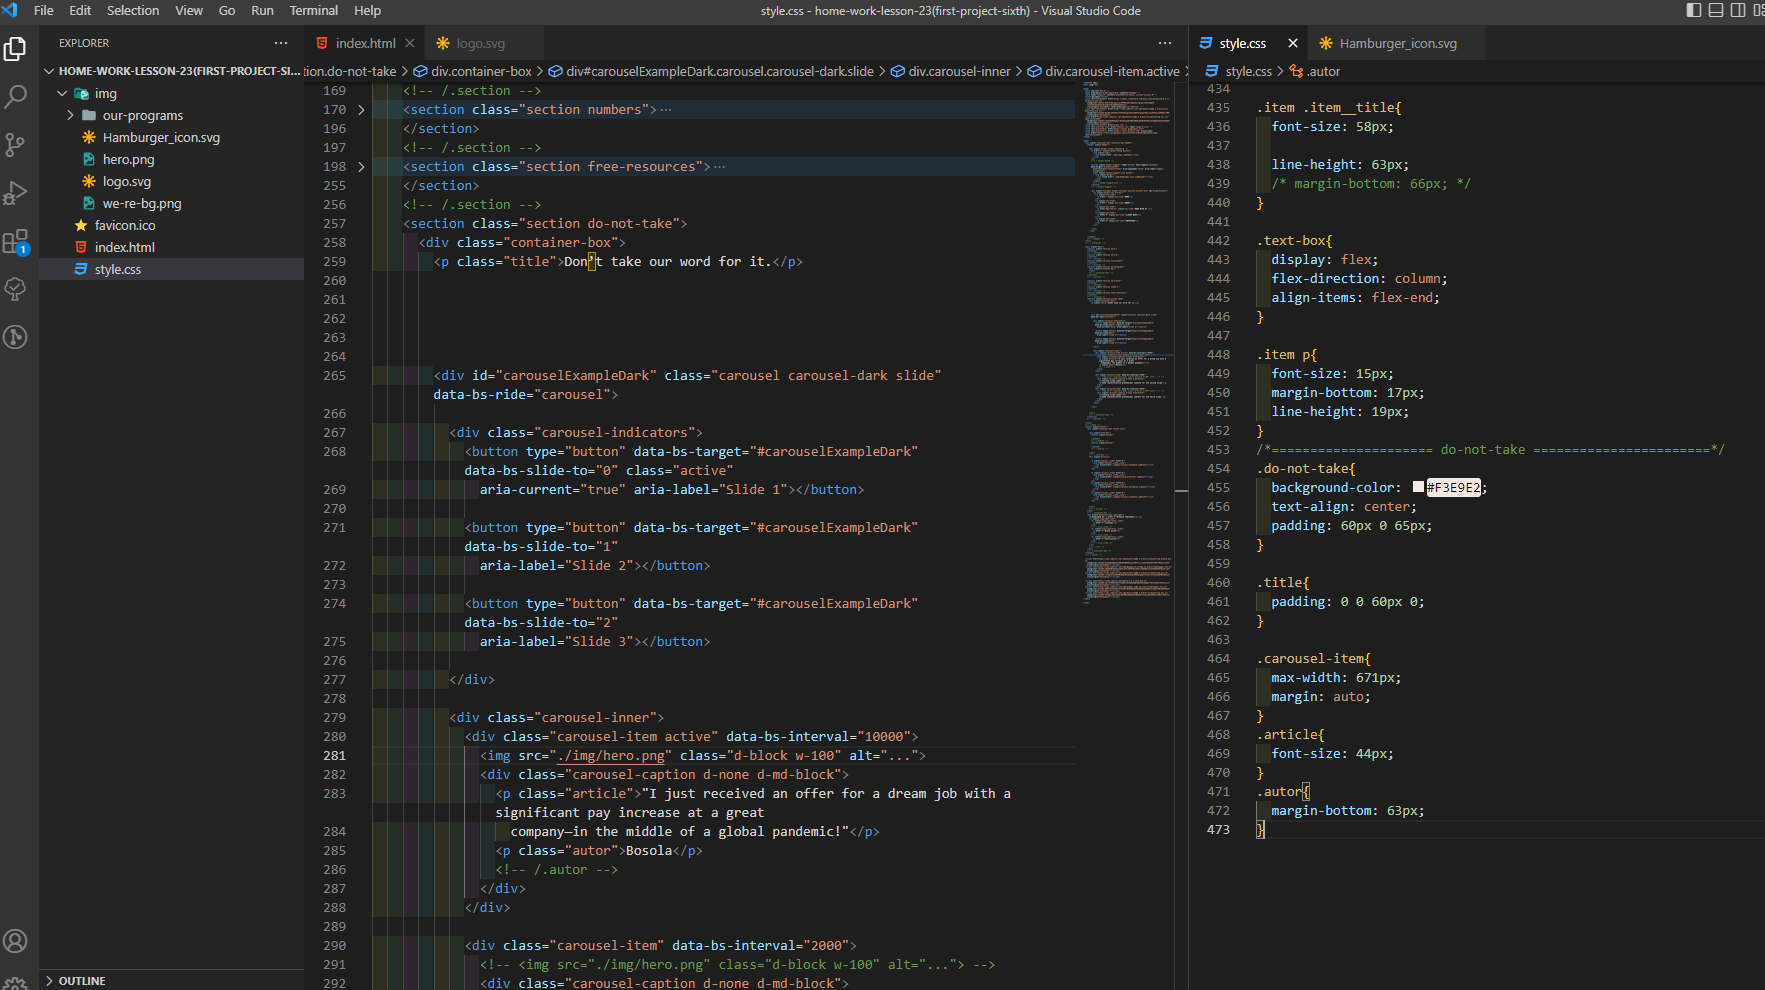 File Edit Selection View Go Run Terminal Help
style.css - home-work-lesson-23(first-project-sixth) - Visual Studio Code
EXPLORER
HOME-WORK-LESSON-23(FIRST-PROJECT-SI...
img
our-programs
Hamburger_icon.svg
hero.png
logo.svg
we-re-bg.png
favicon.ico
index.html
style.css
1
OUTLINE
index.html
logo.svg
tion.do-not-take > div.container-box > div#carouselExampleDark.carousel.carousel-dark.slide > div.carousel-inner > div.carousel-item.active >
169 <!-- /.section -->
170 <section class="section numbers"> ...
196 </section>
197 <!-- /.section -->
198 <section class="section free-resources"> ...
255 </section>
256 <!-- /.section -->
257 <section class="section do-not-take">
258 <div class="container-box">
259 <p class="title">Don’t take our word for it.</p>
260
261
262
263
264
265 <div id="carouselExampleDark" class="carousel carousel-dark slide"
data-bs-ride="carousel">
266
267 <div class="carousel-indicators">
268 <button type="button" data-bs-target="#carouselExampleDark"
data-bs-slide-to="0" class="active"
269 aria-current="true" aria-label="Slide 1"></button>
270
271 <button type="button" data-bs-target="#carouselExampleDark"
data-bs-slide-to="1"
272 aria-label="Slide 2"></button>
273
274 <button type="button" data-bs-target="#carouselExampleDark"
data-bs-slide-to="2"
275 aria-label="Slide 3"></button>
276
277 </div>
278
279 <div class="carousel-inner">
280 <div class="carousel-item active" data-bs-interval="10000">
281 <img src="./img/hero.png" class="d-block w-100" alt="...">
282 <div class="carousel-caption d-none d-md-block">
283 <p class="article">"I just received an offer for a dream job with a
significant pay increase at a great
284 company—in the middle of a global pandemic!"</p>
285 <p class="autor">Bosola</p>
286 <!-- /.autor -->
287 </div>
288 </div>
289
290 <div class="carousel-item" data-bs-interval="2000">
291 <!-- <img src="./img/hero.png" class="d-block w-100" alt="..."> -->
292 <div class="carousel-caption d-none d-md-block">
style.css
Hamburger_icon.svg
style.css > .autor
434
435 .item .item__title{
436 font-size: 58px;
437
438 line-height: 63px;
439 /* margin-bottom: 66px; */
440 }
441
442 .text-box{
443 display: flex;
444 flex-direction: column;
445 align-items: flex-end;
446 }
447
448 .item p{
449 font-size: 15px;
450 margin-bottom: 17px;
451 line-height: 19px;
452 }
453 /*===================== do-not-take =======================*/
454 .do-not-take{
455 background-color: #F3E9E2;
456 text-align: center;
457 padding: 60px 0 65px;
458 }
459
460 .title{
461 padding: 0 0 60px 0;
462 }
463
464 .carousel-item{
465 max-width: 671px;
466 margin: auto;
467 }
468 .article{
469 font-size: 44px;
470 }
471 .autor{
472 margin-bottom: 63px;
473 }